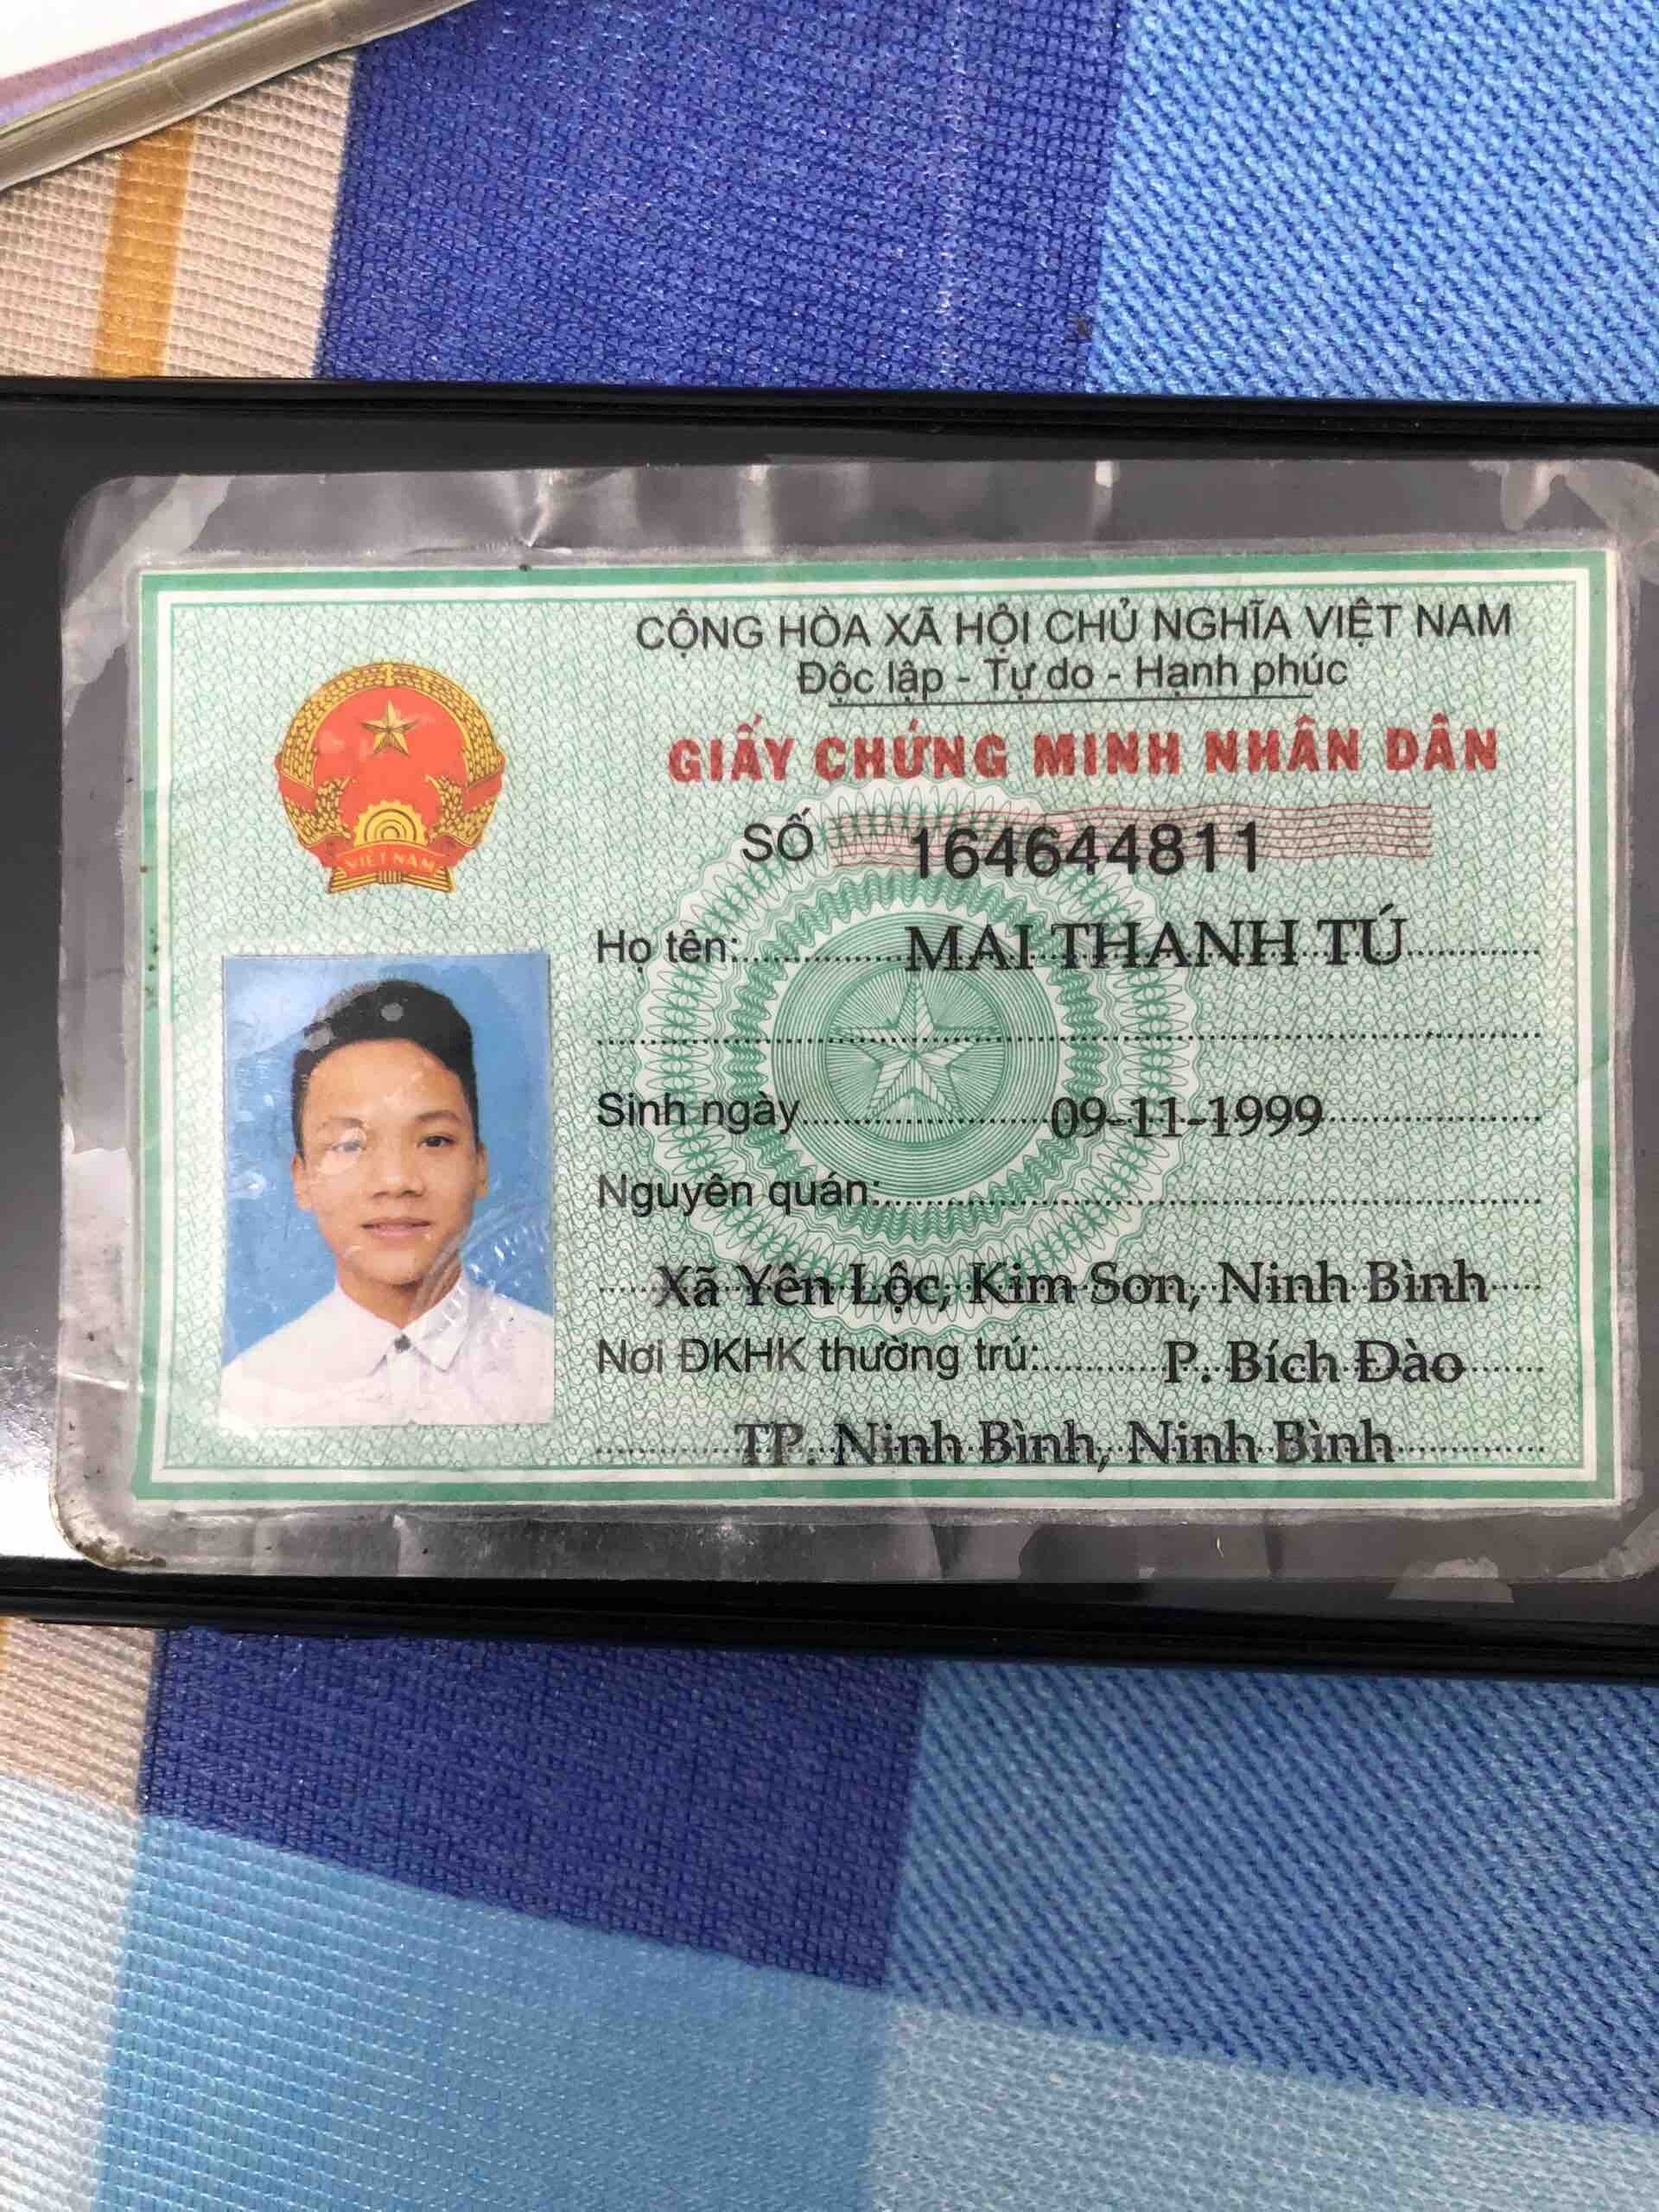 CỘNG HÒA XÃ HỘI CHỦ NGHĨA VIỆT NAM
Độc lập - Tự do - Hạnh phúc
GIẤY CHỨNG MINH NHÂN DÂN
SỐ 164644811
VIỆT NAM
Họ tên: MAI THANH TÚ
Sinh ngày 09-11-1999
Nguyên quán:
Xã Yên Lộc, Kim Sơn, Ninh Bình
Nơi ĐKHK thường trú: P. Bích Đào
TP. Ninh Bình, Ninh Bình